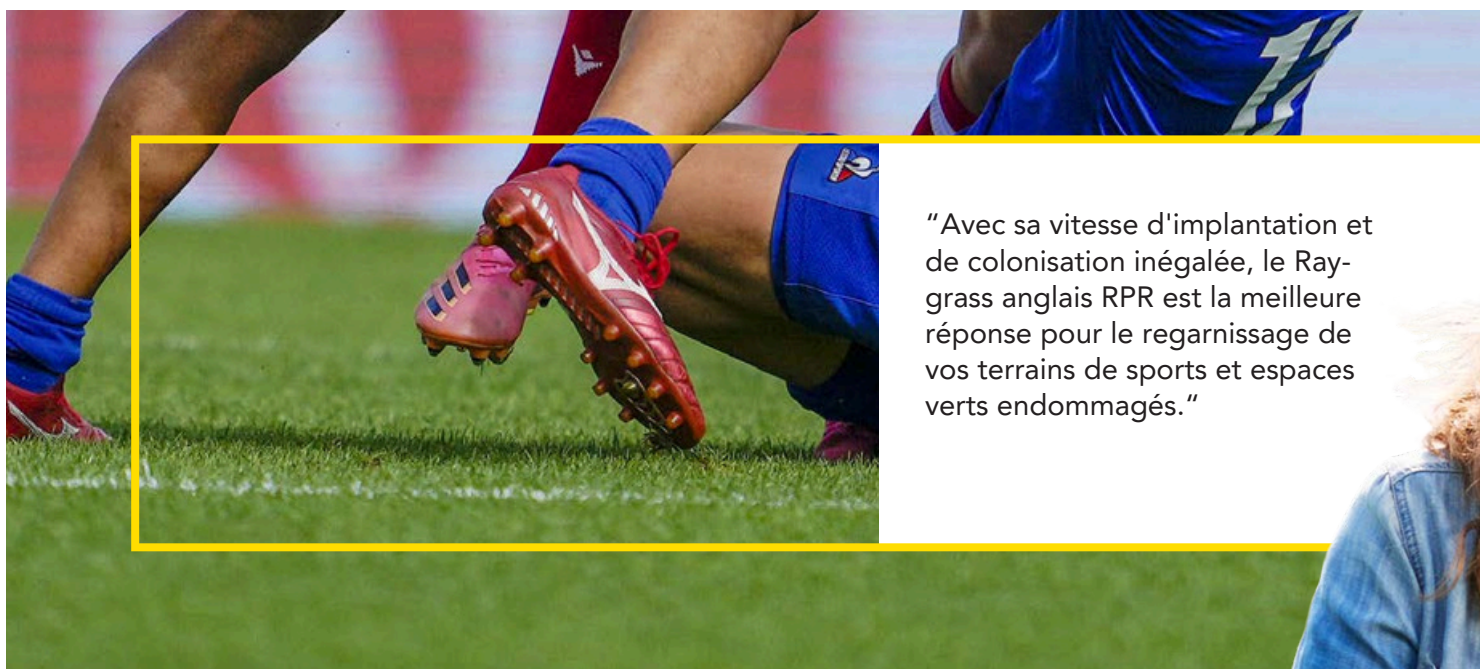 “Avec sa vitesse d'implantation et
de colonisation inégalée, le Ray-
grass anglais RPR est la meilleure
réponse pour le regarnissage de
vos terrains de sports et espaces
verts endommagés.“